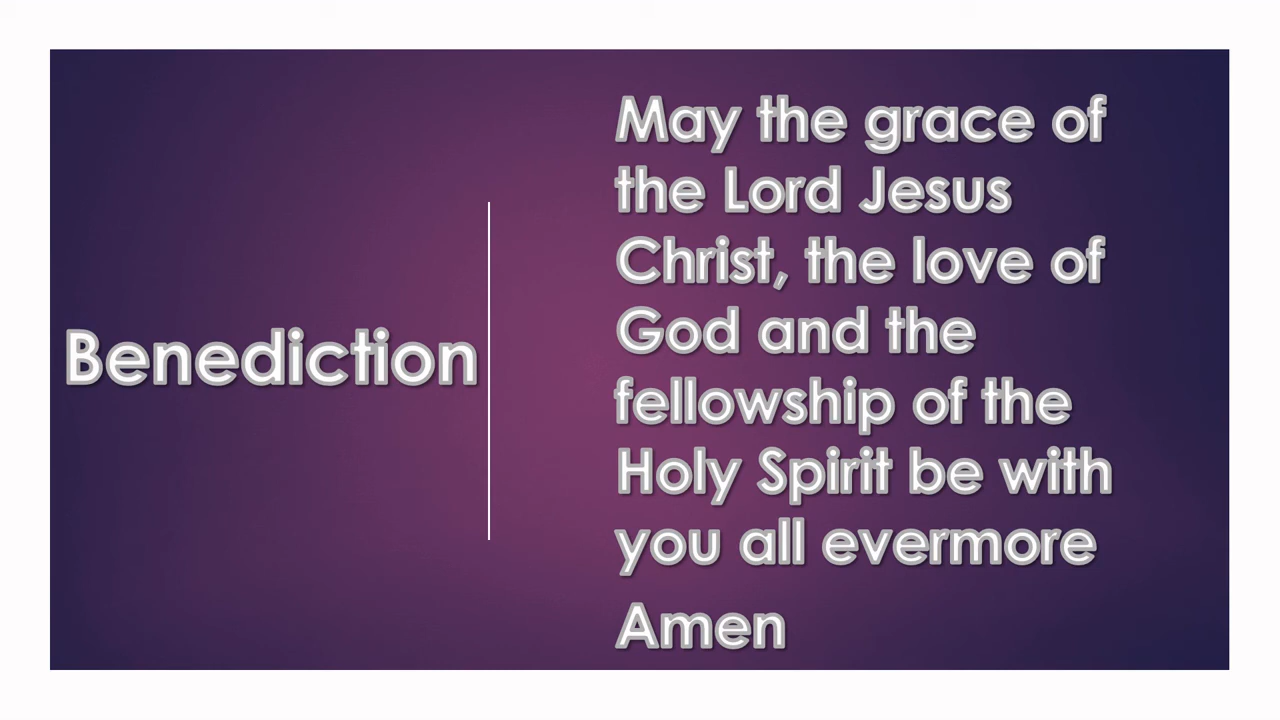 Benediction
May the grace of
the Lord Jesus
Christ, the love of
God and the
fellowship of the
Holy Spirit be with
you all evermore
Amen